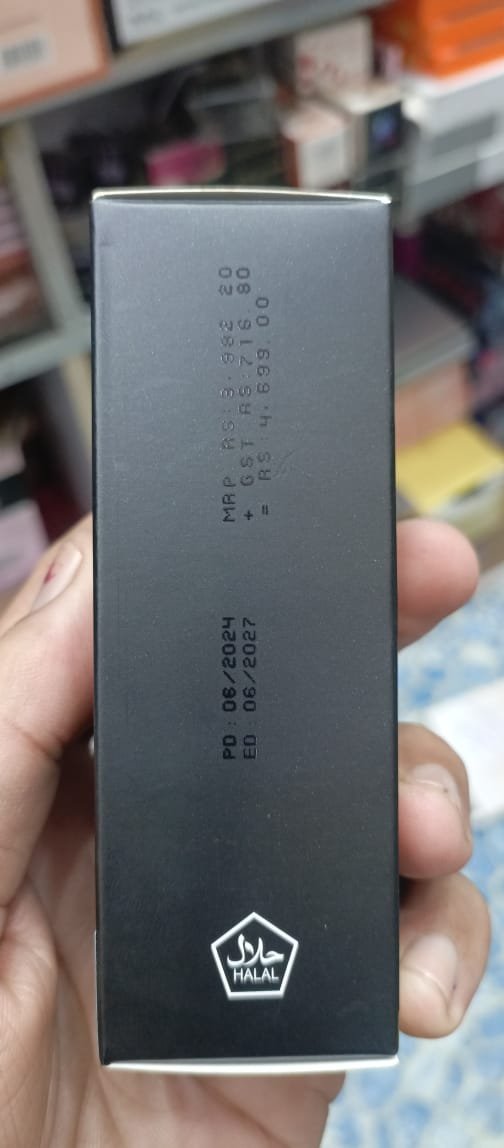 MRP RS:3,982 20
+ GST RS:716 80
= RS 4,699.00
PD : 06/2024
ED : 06/2027
حلال
HALAL